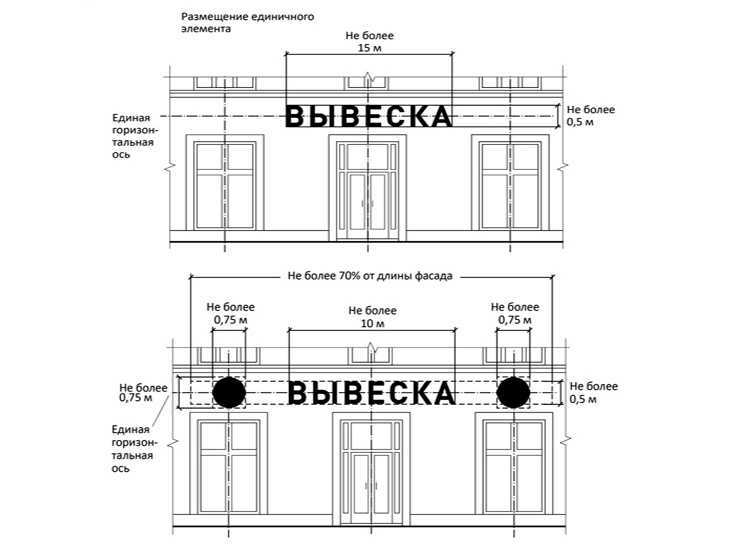 Размещение единичного
элемента
Не более
15 м
ВЫВЕСКА
Единая
горизон-
тальная
ось
Не более
0,5 м
Не более 70% от длины фасада
Не более
0,75 м
Не более
10 м
Не более
0,75 м
Не более
0,75 м
ВЫВЕСКА
Не более
0,5 м
Единая
горизон-
тальная
ось